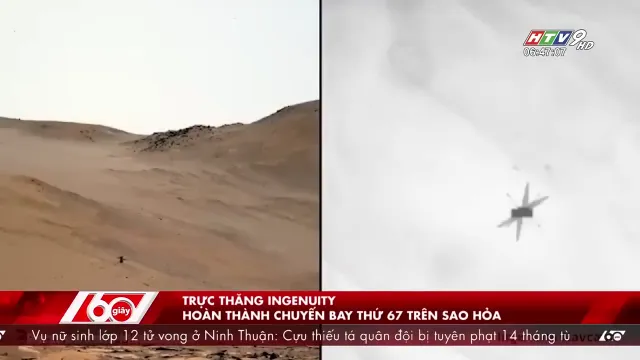 HTV9 HD
06:47:07
TRỰC THĂNG INGENUITY
HOÀN THÀNH CHUYẾN BAY THỨ 67 TRÊN SAO HỎA
60 giây
Vụ nữ sinh lớp 12 tử vong ở Ninh Thuận: Cựu thiếu tá quân đội bị tuyên phạt 14 tháng tù
60